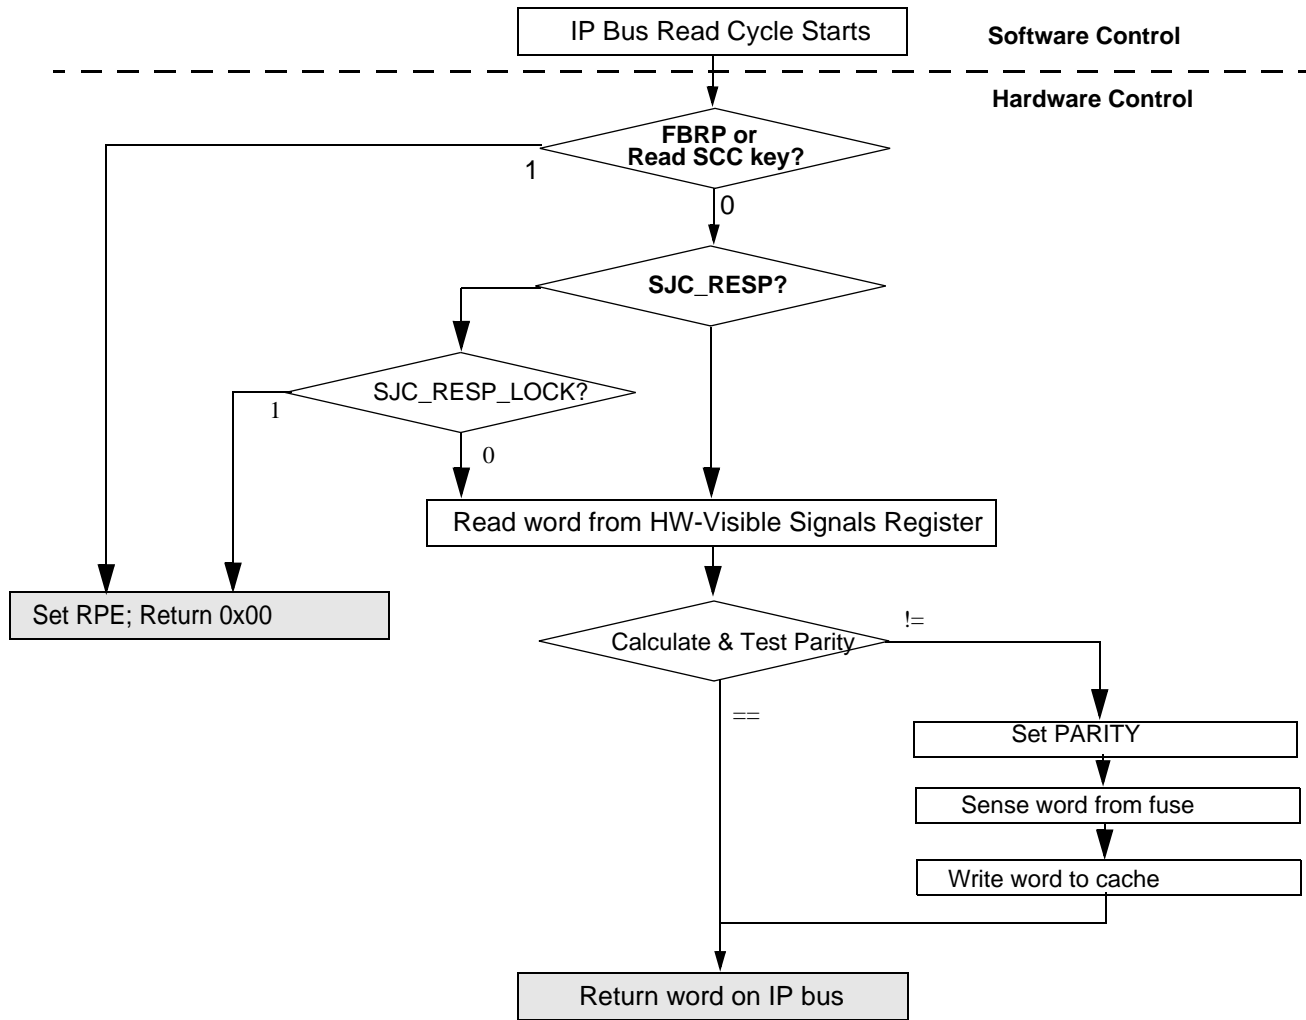 IP Bus Read Cycle Starts
Software Control
Hardware Control
FBRP or
Read SCC key?
1
0
SJC_RESP?
SJC_RESP_LOCK?
1
0
Read word from HW-Visible Signals Register
Set RPE; Return 0x00
Calculate & Test Parity
!=
==
Set PARITY
Sense word from fuse
Write word to cache
Return word on IP bus